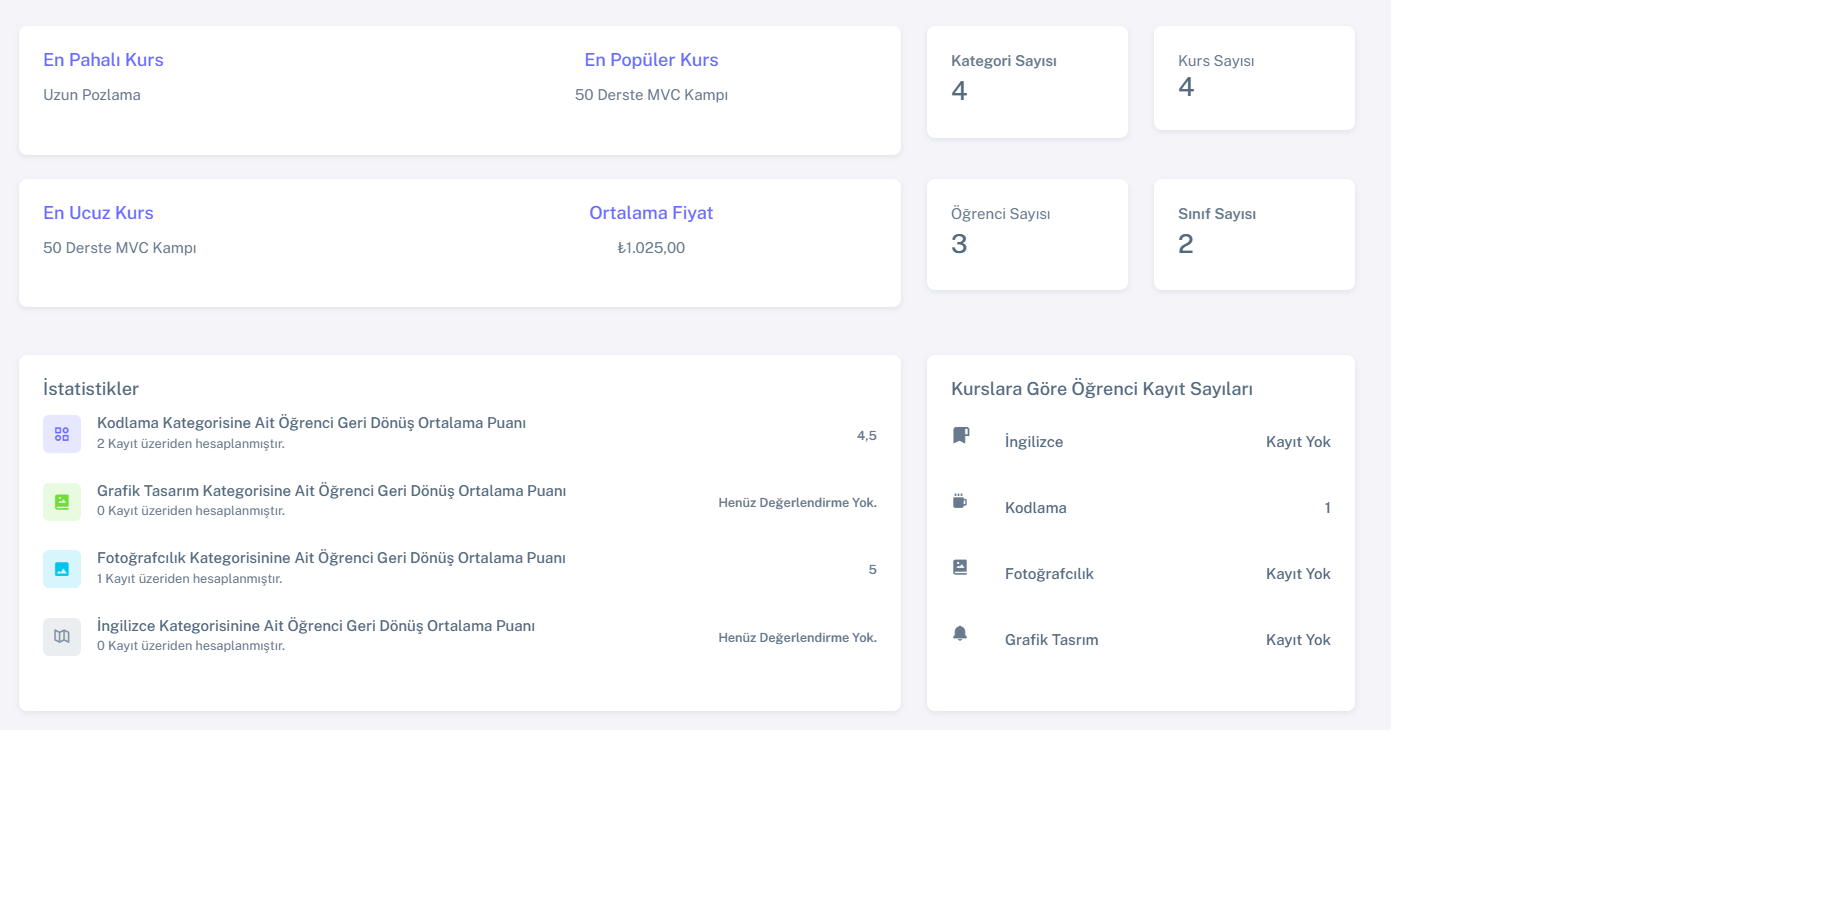 En Pahalı Kurs
Uzun Pozlama
En Popüler Kurs
50 Derste MVC Kampı
Kategori Sayısı
4
Kurs Sayısı
4
En Ucuz Kurs
50 Derste MVC Kampı
Ortalama Fiyat
₺1.025,00
Öğrenci Sayısı
3
Sınıf Sayısı
2
İstatistikler
Kodlama Kategorisine Ait Öğrenci Geri Dönüş Ortalama Puanı
2 Kayıt üzeriden hesaplanmıştır.
4,5
Grafik Tasarım Kategorisine Ait Öğrenci Geri Dönüş Ortalama Puanı
0 Kayıt üzeriden hesaplanmıştır.
Henüz Değerlendirme Yok.
Fotoğrafcılık Kategorisinine Ait Öğrenci Geri Dönüş Ortalama Puanı
1 Kayıt üzeriden hesaplanmıştır.
5
İngilizce Kategorisinine Ait Öğrenci Geri Dönüş Ortalama Puanı
0 Kayıt üzeriden hesaplanmıştır.
Henüz Değerlendirme Yok.
Kurslara Göre Öğrenci Kayıt Sayıları
İngilizce Kayıt Yok
Kodlama 1
Fotoğrafcılık Kayıt Yok
Grafik Tasrım Kayıt Yok